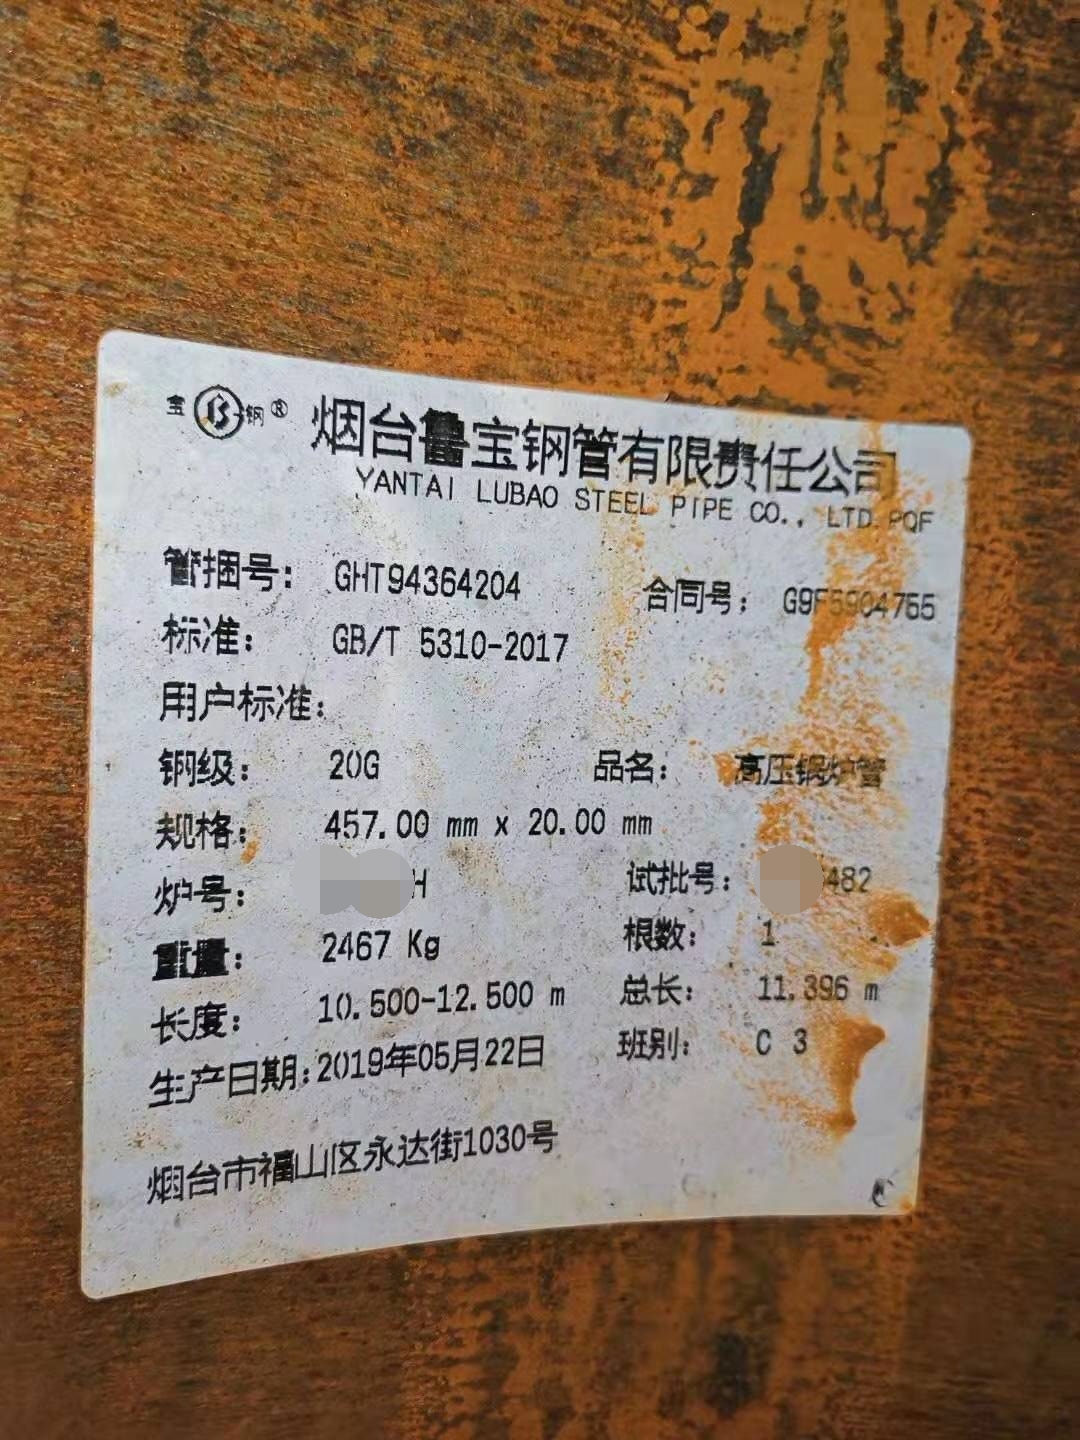 宝 B 钢® 烟台鲁宝钢管有限责任公司
YANTAI LUBAO STEEL PIPE CO., LTD PQF
管捆号: GHT94364204 合同号: G9F5904755
标准: GB/T 5310-2017
用户标准:
钢级: 20G 品名: 高压锅炉管
规格: 457.00 mm x 20.00 mm
炉号: H 试批号: 482
重量: 2467 Kg 根数: 1
长度: 10.500-12.500 m 总长: 11.396 m
生产日期: 2019年05月22日 班别: C 3
烟台市福山区永达街1030号